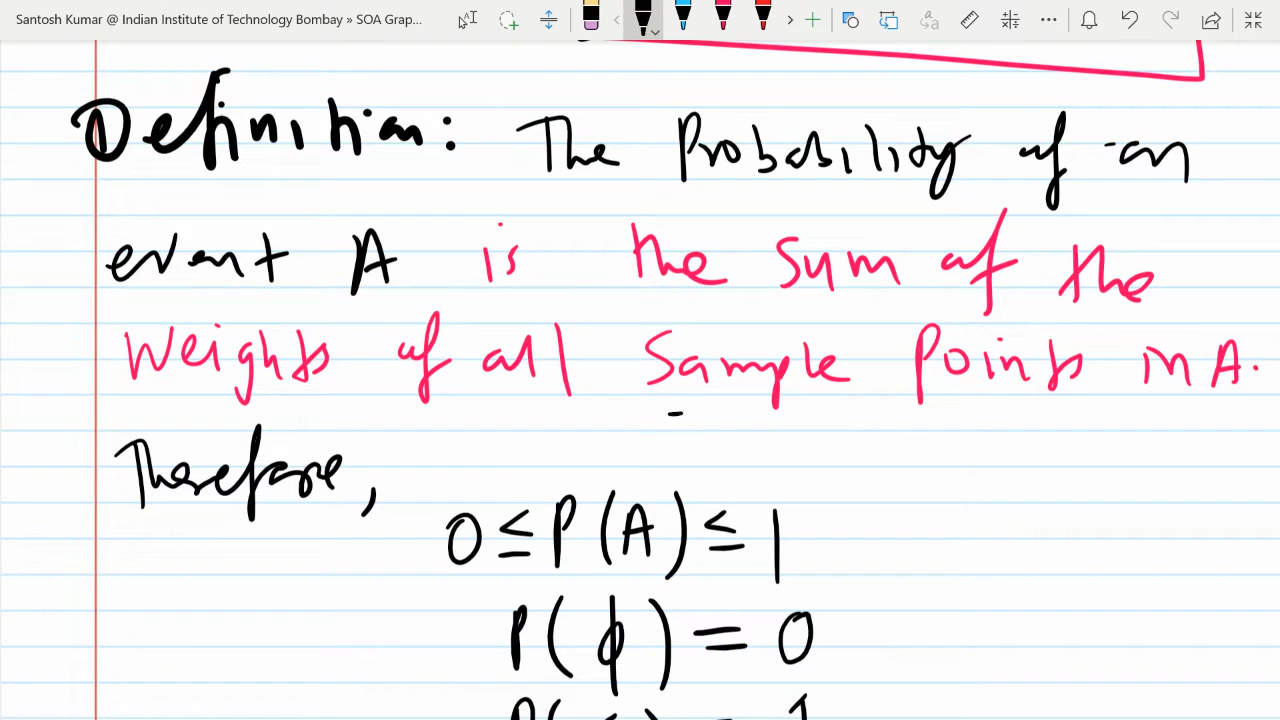 Santosh Kumar @ Indian Institute of Technology Bombay » SOA Grap...
Definition: The Probability of an
event A is the sum of the
Weights of all Sample Points in A.
Therefore,
0 ≤ P(A) ≤ 1
P(ϕ) = 0